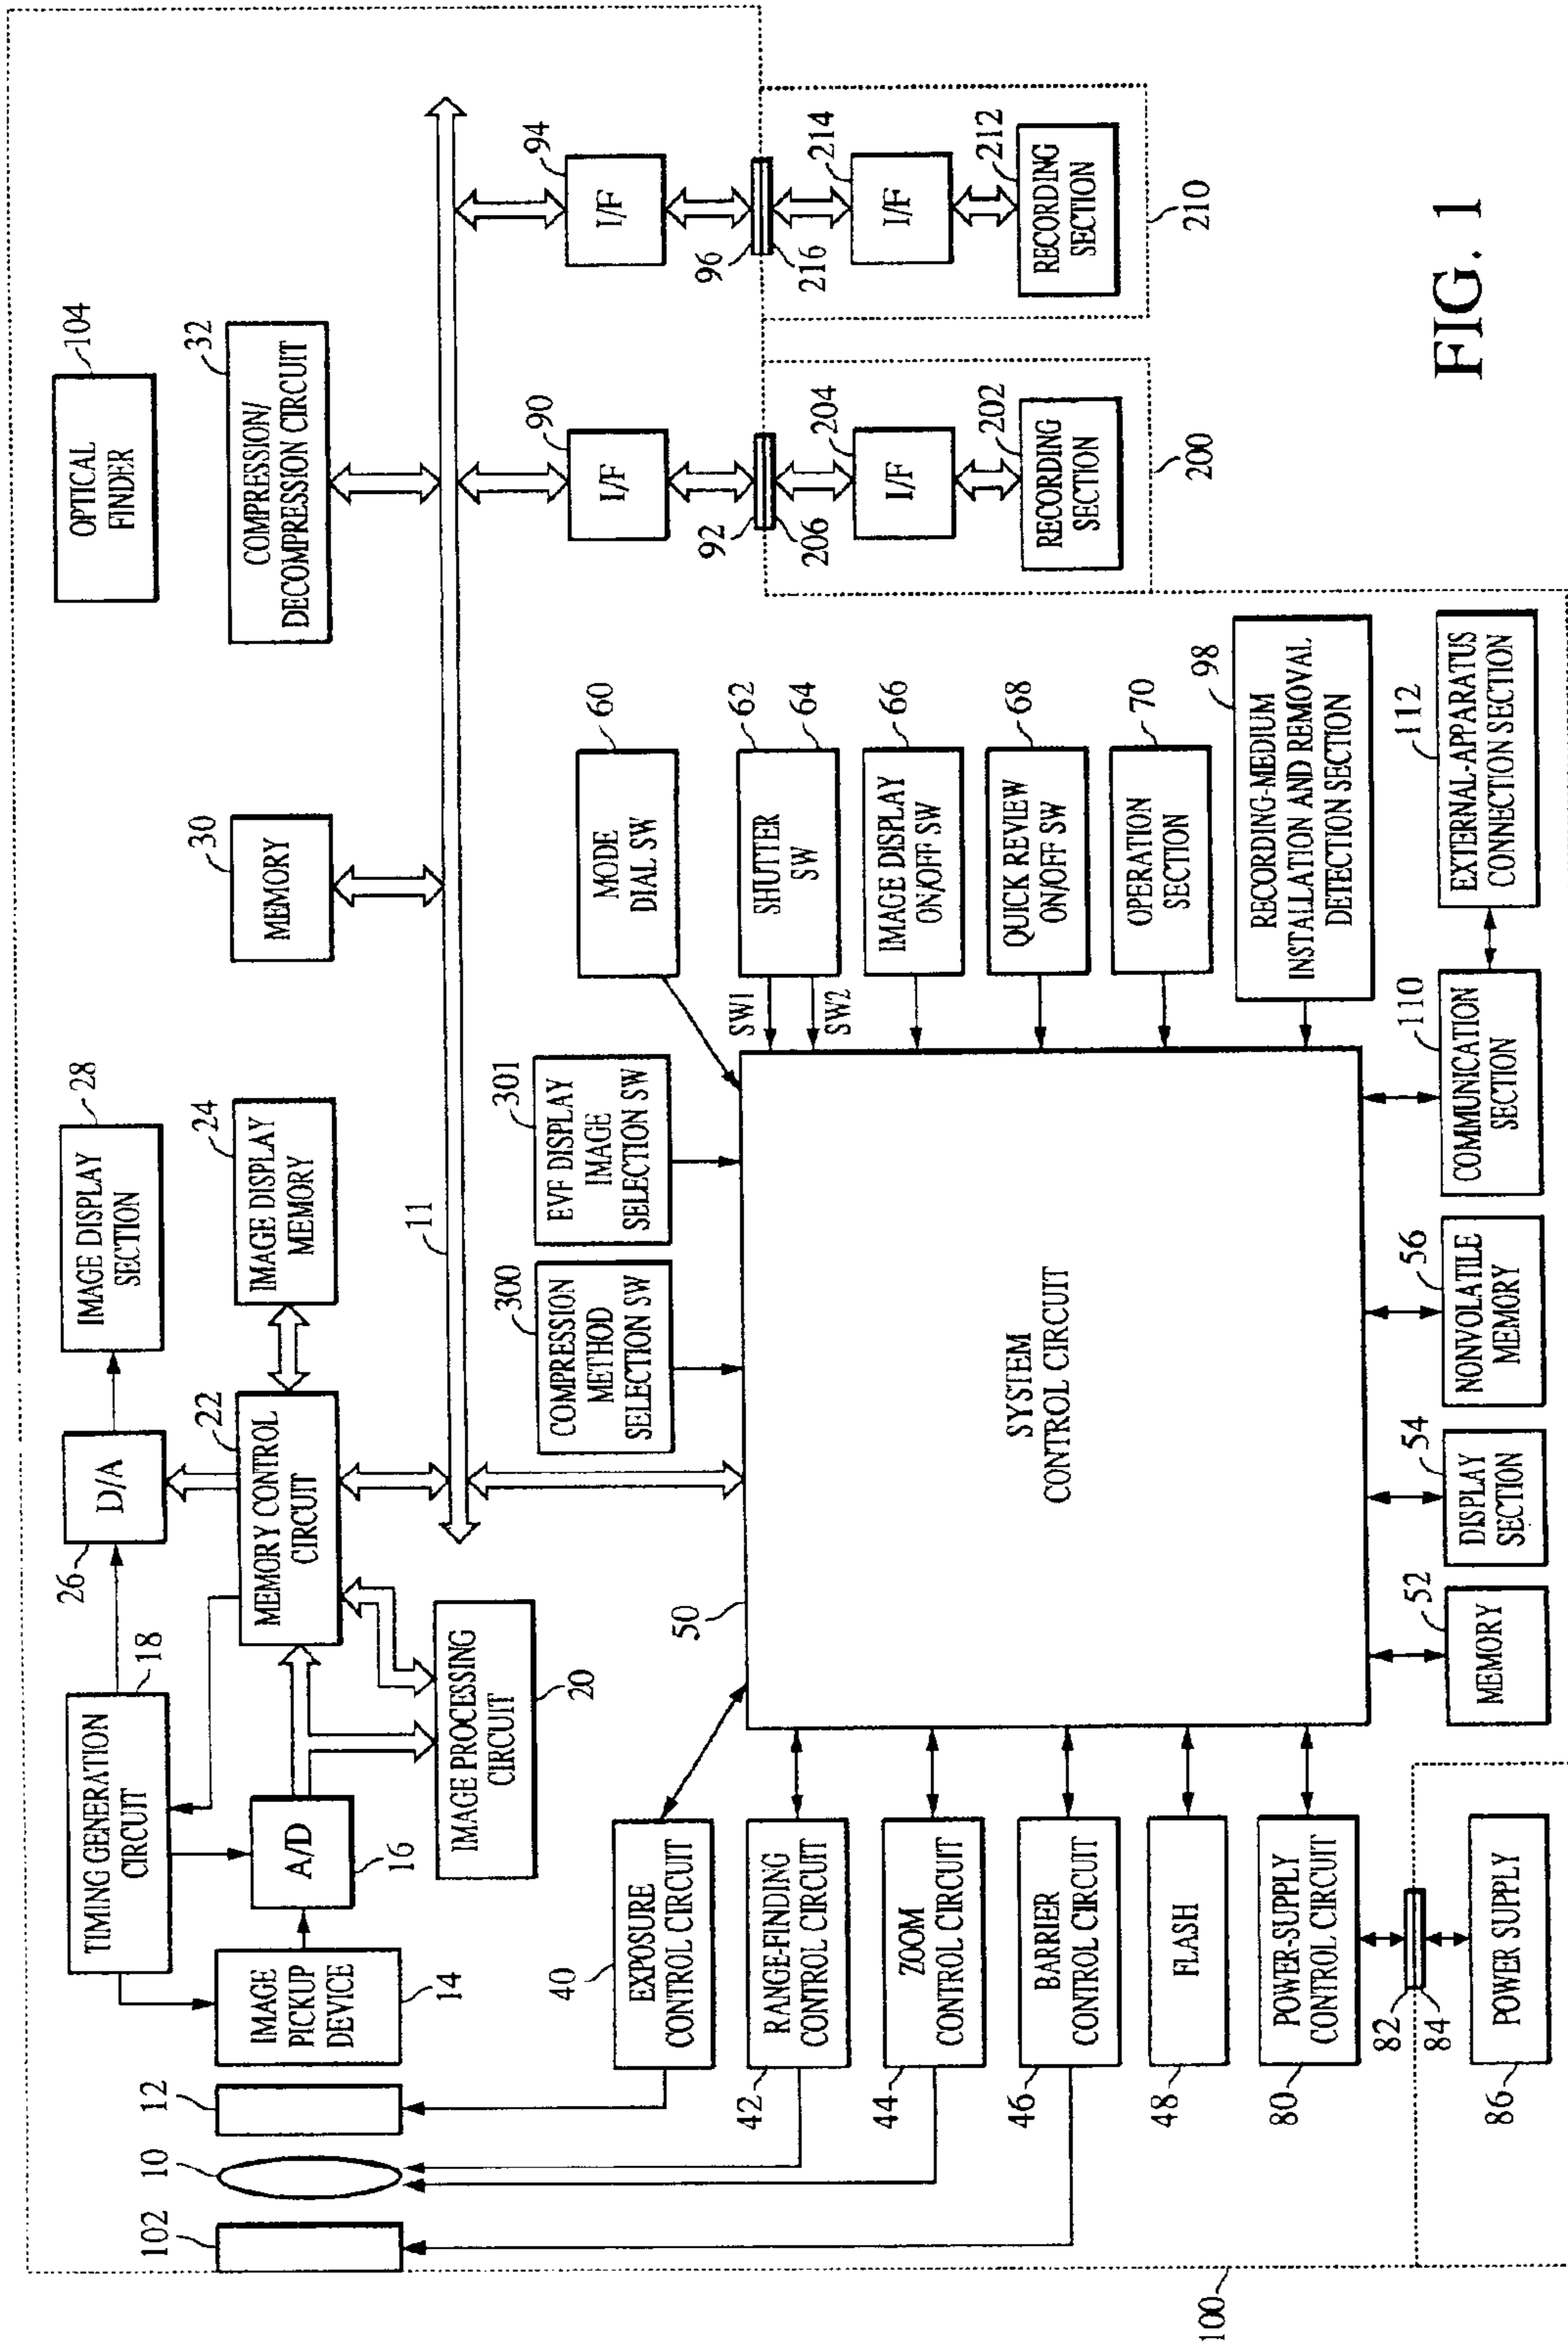 104
OPTICAL
FINDER
28
IMAGE DISPLAY
SECTION
26
D/A
18
TIMING GENERATION
CIRCUIT
32
COMPRESSION/
DECOMPRESSION CIRCUIT
30
MEMORY
24
IMAGE DISPLAY
MEMORY
22
MEMORY CONTROL
CIRCUIT
A/D
16
IMAGE
PICKUP
DEVICE
14
12
10
102
IMAGE PROCESSING
CIRCUIT
20
11
94
I/F
96
216
214
I/F
212
RECORDING
SECTION
210
90
I/F
92
206
204
I/F
202
RECORDING
SECTION
200
300
COMPRESSION
METHOD
SELECTION SW
301
EVF DISPLAY
IMAGE
SELECTION SW
60
MODE
DIAL SW
62
64
SHUTTER
SW
SW1
SW2
66
IMAGE DISPLAY
ON/OFF SW
68
QUICK REVIEW
ON/OFF SW
70
OPERATION
SECTION
98
RECORDING-MEDIUM
INSTALLATION AND REMOVAL
DETECTION SECTION
50
SYSTEM
CONTROL CIRCUIT
40
EXPOSURE
CONTROL CIRCUIT
42
RANGE-FINDING
CONTROL CIRCUIT
44
ZOOM
CONTROL CIRCUIT
46
BARRIER
CONTROL CIRCUIT
48
FLASH
80
POWER-SUPPLY
CONTROL CIRCUIT
82
84
86
POWER SUPPLY
52
MEMORY
54
DISPLAY
SECTION
56
NONVOLATILE
MEMORY
110
COMMUNICATION
SECTION
112
EXTERNAL-APPARATUS
CONNECTION SECTION
100
FIG. 1